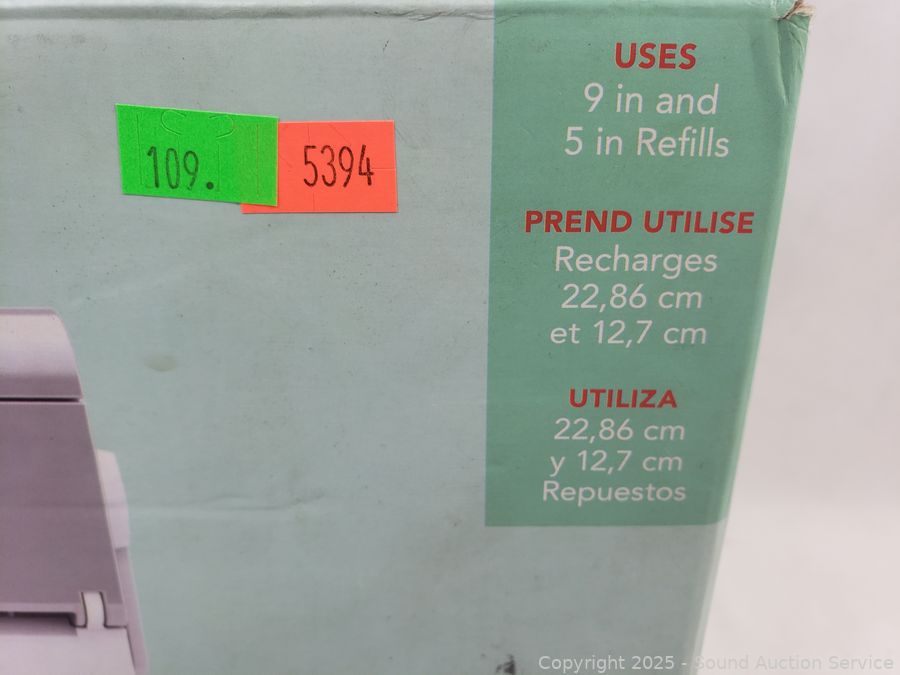 109.
5394
USES
9 in and
5 in Refills
PREND UTILISE
Recharges
22,86 cm
et 12,7 cm
UTILIZA
22,86 cm
y 12,7 cm
Repuestos
Copyright 2025 - Sound Auction Service